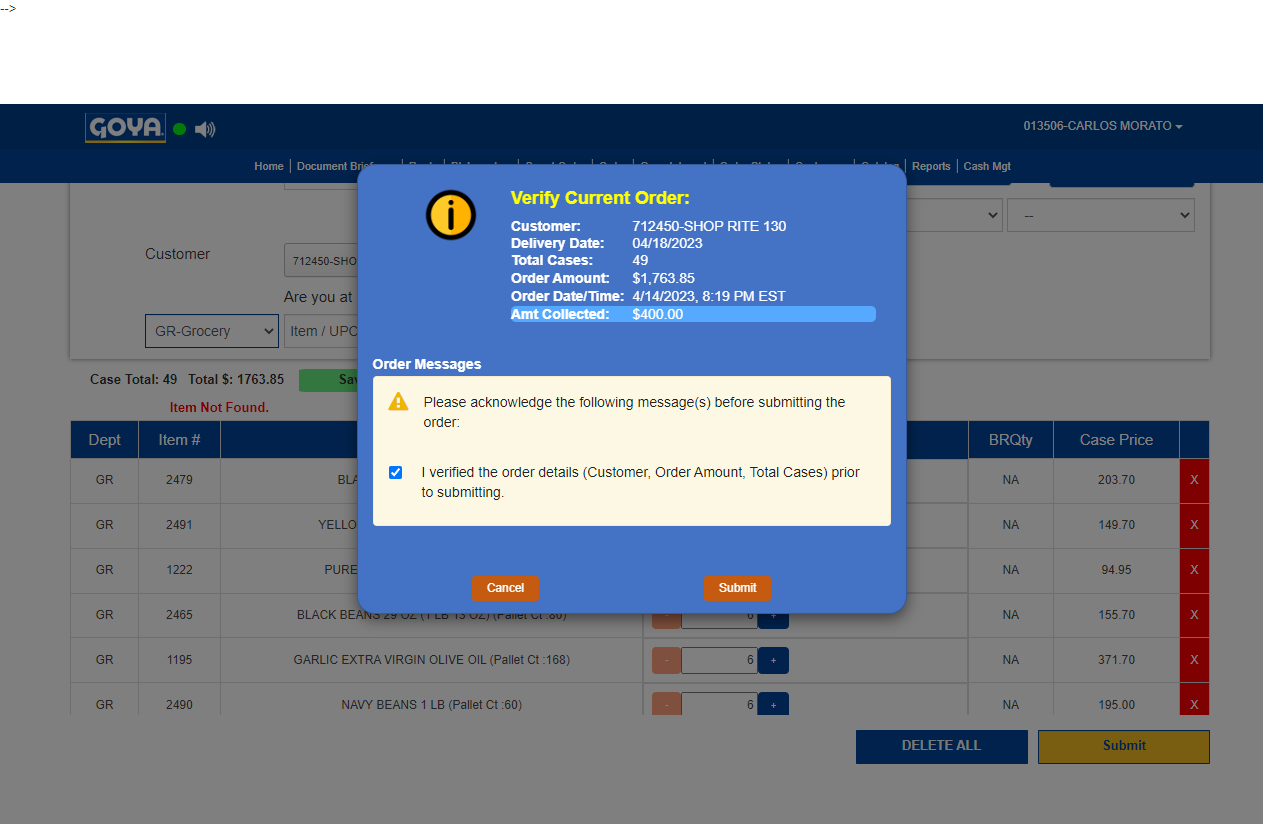 -->
GOYA
013506-CARLOS MORATO
Home
Document
Reports
Cash Mgt
Verify Current Order:
Customer: 712450-SHOP RITE 130
Delivery Date: 04/18/2023
Total Cases: 49
Order Amount: $1,763.85
Order Date/Time: 4/14/2023, 8:19 PM EST
Amt Collected: $400.00
--
Customer
712450-SHO
Are you at
GR-Grocery
Item / UPC
Order Messages
Please acknowledge the following message(s) before submitting the
order:
I verified the order details (Customer, Order Amount, Total Cases) prior
to submitting.
Cancel
Submit
Case Total: 49 Total $: 1763.85
Item Not Found.
Dept Item # BRQty Case Price
GR 2479 BLA NA 203.70 X
GR 2491 YELLO NA 149.70 X
GR 1222 PURE NA 94.95 X
GR 2465 BLACK BEANS 29 OZ (1 LB 13 OZ) (Pallet Ct :80) - 6 + NA 155.70 X
GR 1195 GARLIC EXTRA VIRGIN OLIVE OIL (Pallet Ct :168) - 6 + NA 371.70 X
GR 2490 NAVY BEANS 1 LB (Pallet Ct :60) - 6 + NA 195.00 X
DELETE ALL
Submit